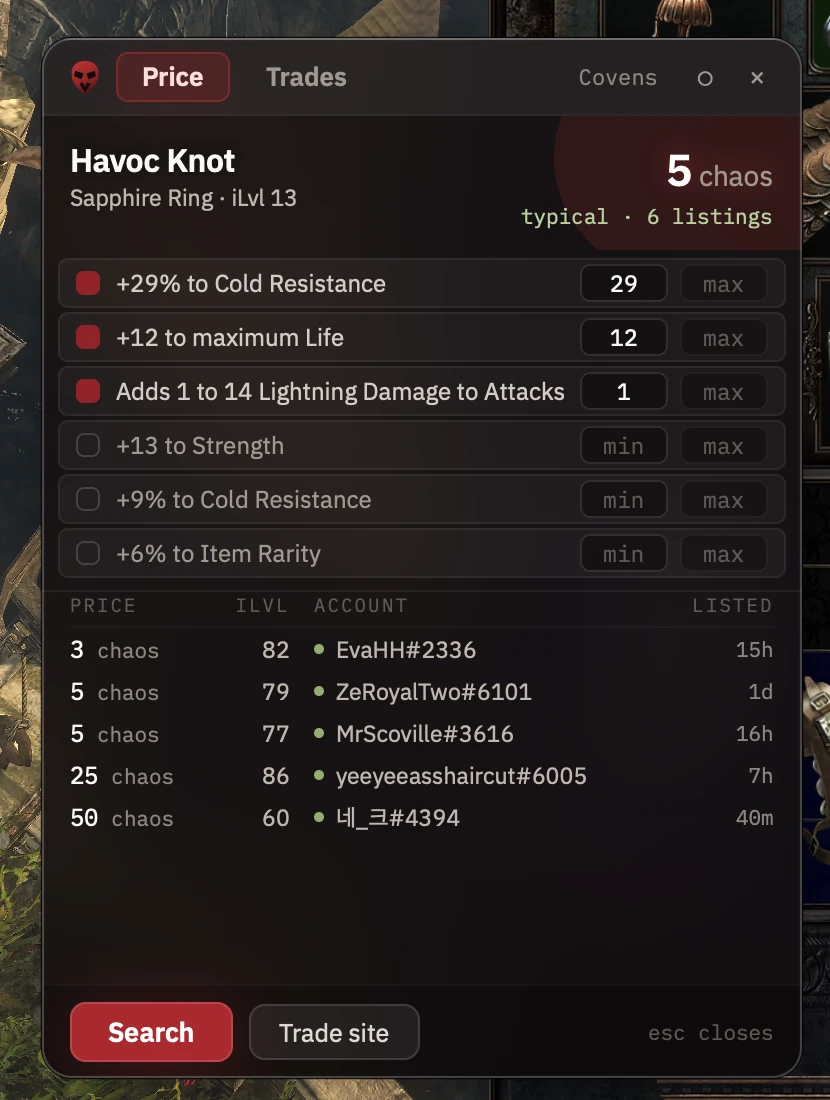 Price Trades Covens
Havoc Knot
Sapphire Ring · iLvl 13
5 chaos
typical · 6 listings
+29% to Cold Resistance 29 max
+12 to maximum Life 12 max
Adds 1 to 14 Lightning Damage to Attacks 1 max
+13 to Strength min max
+9% to Cold Resistance min max
+6% to Item Rarity min max
PRICE ILVL ACCOUNT LISTED
3 chaos 82 EvaHH#2336 15h
5 chaos 79 ZeRoyalTwo#6101 1d
5 chaos 77 MrScoville#3616 16h
25 chaos 86 yeeyeeasshaircut#6005 7h
50 chaos 60 네_크#4394 40m
Search Trade site esc closes